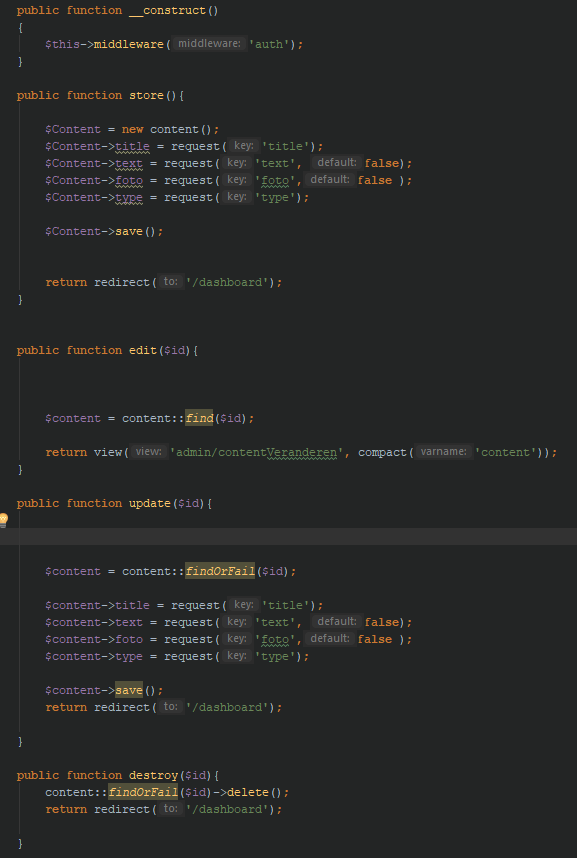 public function __construct()
{
    $this->middleware( middleware: 'auth');
}
public function store(){
    $Content = new content();
    $Content->title = request( key: 'title');
    $Content->text = request( key: 'text', default: false);
    $Content->foto = request( key: 'foto', default: false );
    $Content->type = request( key: 'type');
    $Content->save();
    return redirect( to: '/dashboard');
}
public function edit($id){
    $content = content::find($id);
    return view( view: 'admin/contentVeranderen', compact( varname: 'content'));
}
public function update($id){
    $content = content::findOrFail($id);
    $content->title = request( key: 'title');
    $content->text = request( key: 'text', default: false);
    $content->foto = request( key: 'foto', default: false );
    $content->type = request( key: 'type');
    $content->save();
    return redirect( to: '/dashboard');
}
public function destroy($id){
    content::findOrFail($id)->delete();
    return redirect( to: '/dashboard');
}